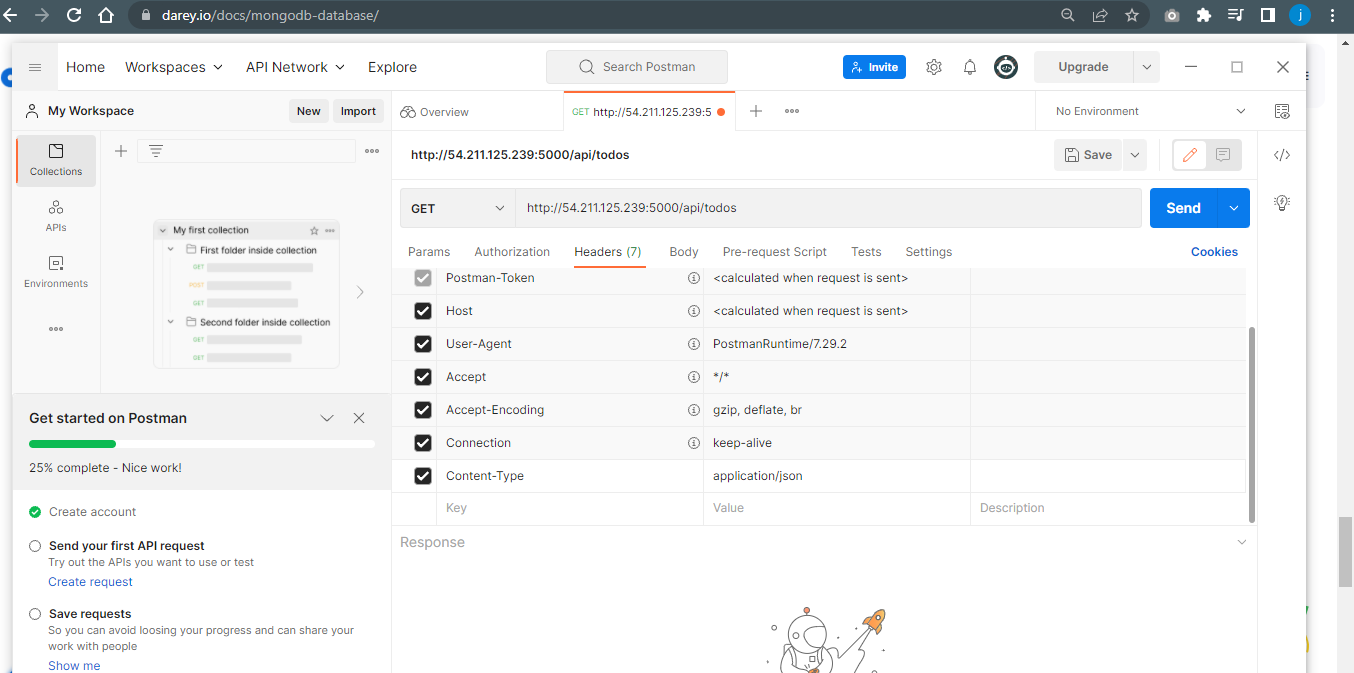 darey.io/docs/mongodb-database/
j
Home Workspaces API Network Explore Search Postman Invite Upgrade
My Workspace New Import Overview GET http://54.211.125.239:5 No Environment
Collections
http://54.211.125.239:5000/api/todos Save
APIs
Environments
My first collection
First folder inside collection
GET
POST
GET
Second folder inside collection
GET
GET
GET http://54.211.125.239:5000/api/todos Send
Params Authorization Headers (7) Body Pre-request Script Tests Settings Cookies
Postman-Token <calculated when request is sent>
Host <calculated when request is sent>
User-Agent PostmanRuntime/7.29.2
Accept */*
Accept-Encoding gzip, deflate, br
Connection keep-alive
Content-Type application/json
Key Value Description
Response
Get started on Postman
25% complete - Nice work!
Create account
Send your first API request
Try out the APIs you want to use or test
Create request
Save requests
So you can avoid loosing your progress and can share your
work with people
Show me